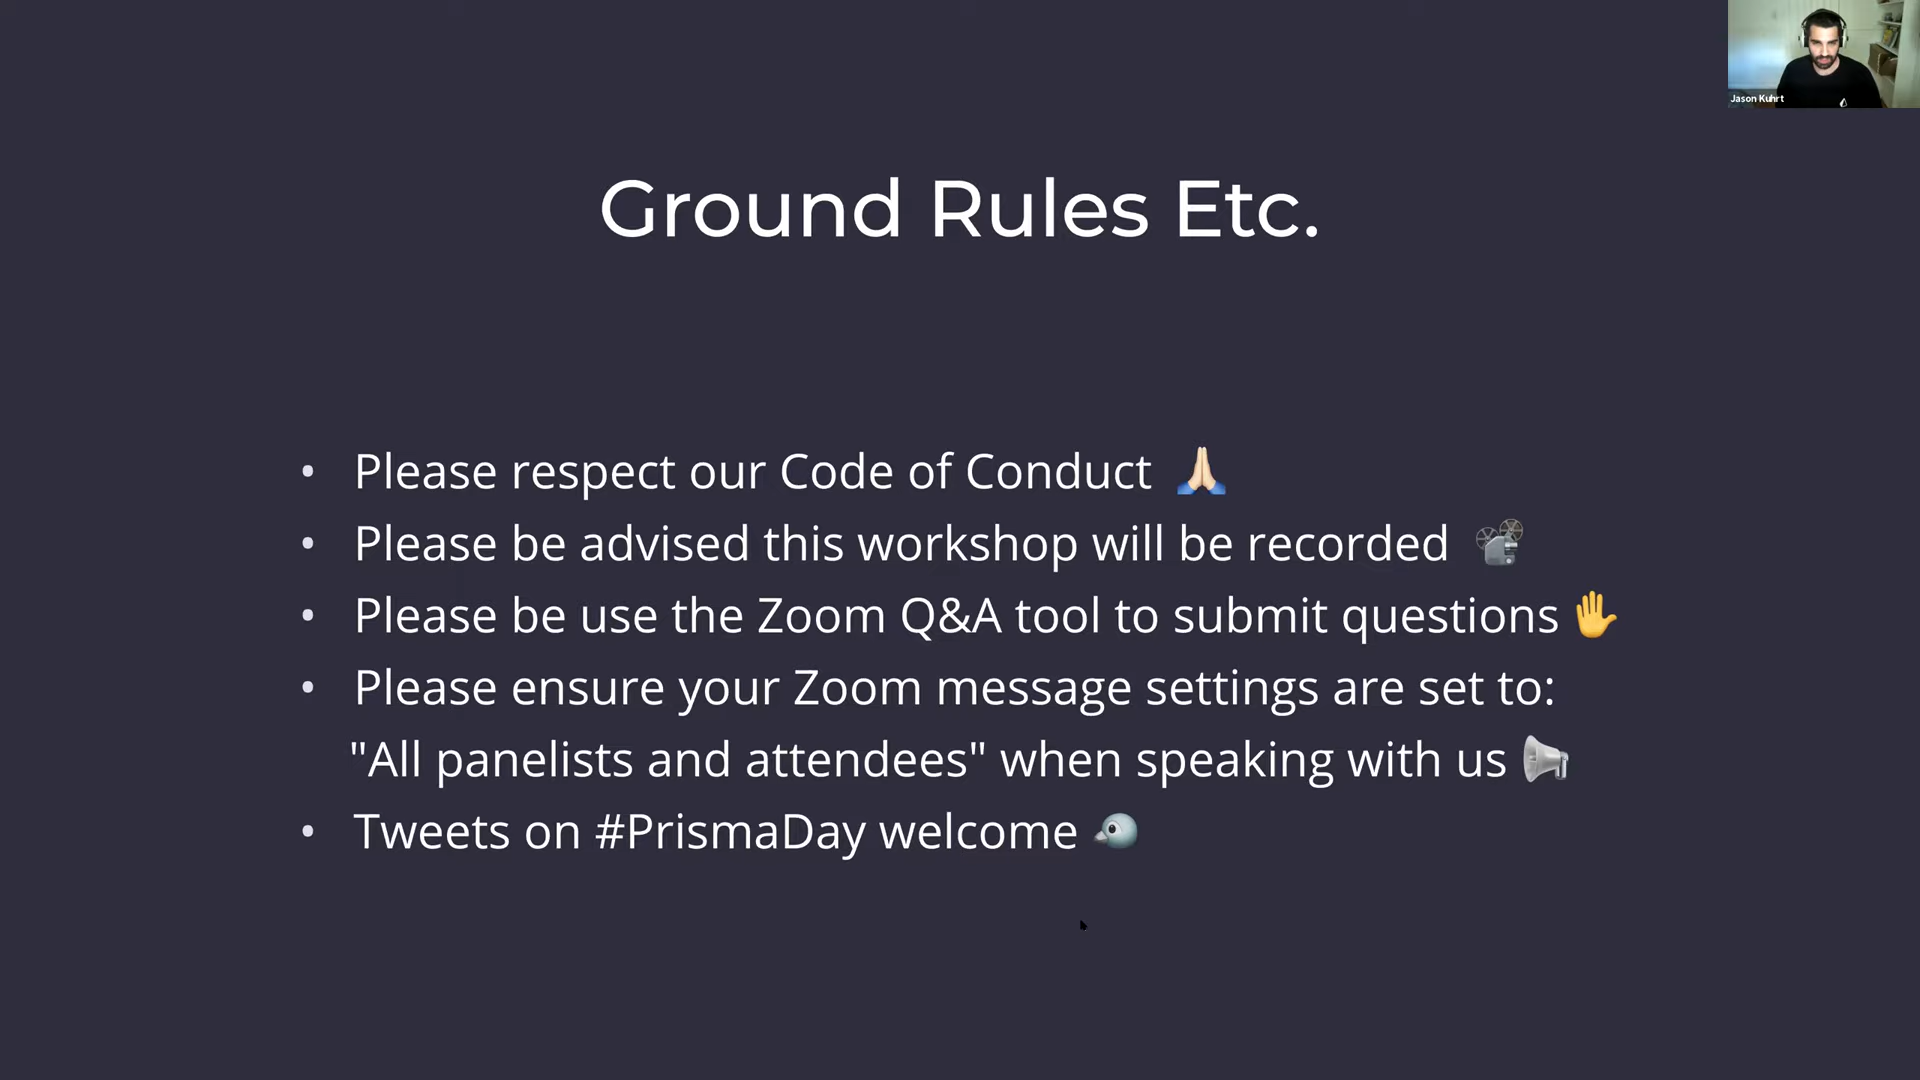 Jason Kuhrt
Ground Rules Etc.
• Please respect our Code of Conduct 🙏🏻
• Please be advised this workshop will be recorded 📽
• Please be use the Zoom Q&A tool to submit questions ✋
• Please ensure your Zoom message settings are set to:
"All panelists and attendees" when speaking with us 📢
• Tweets on #PrismaDay welcome 🐦